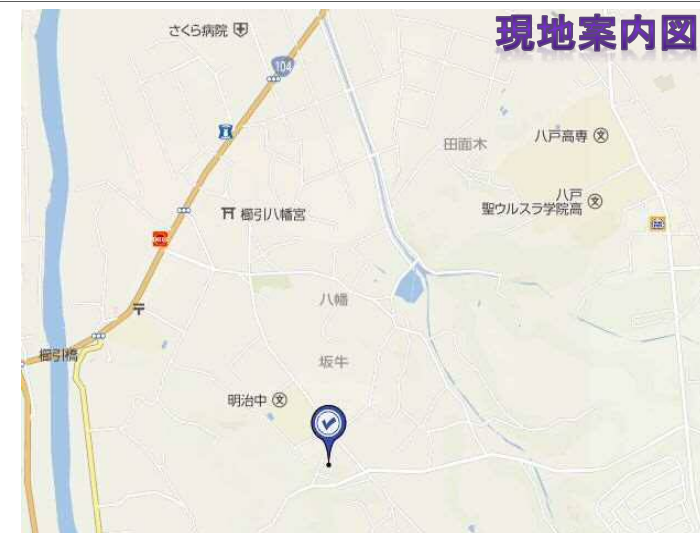 現地案内図
さくら病院
104
田面木
八戸高専
八戸
聖ウルスラ学院高
櫛引八幡宮
八幡
櫛引橋
坂牛
明治中